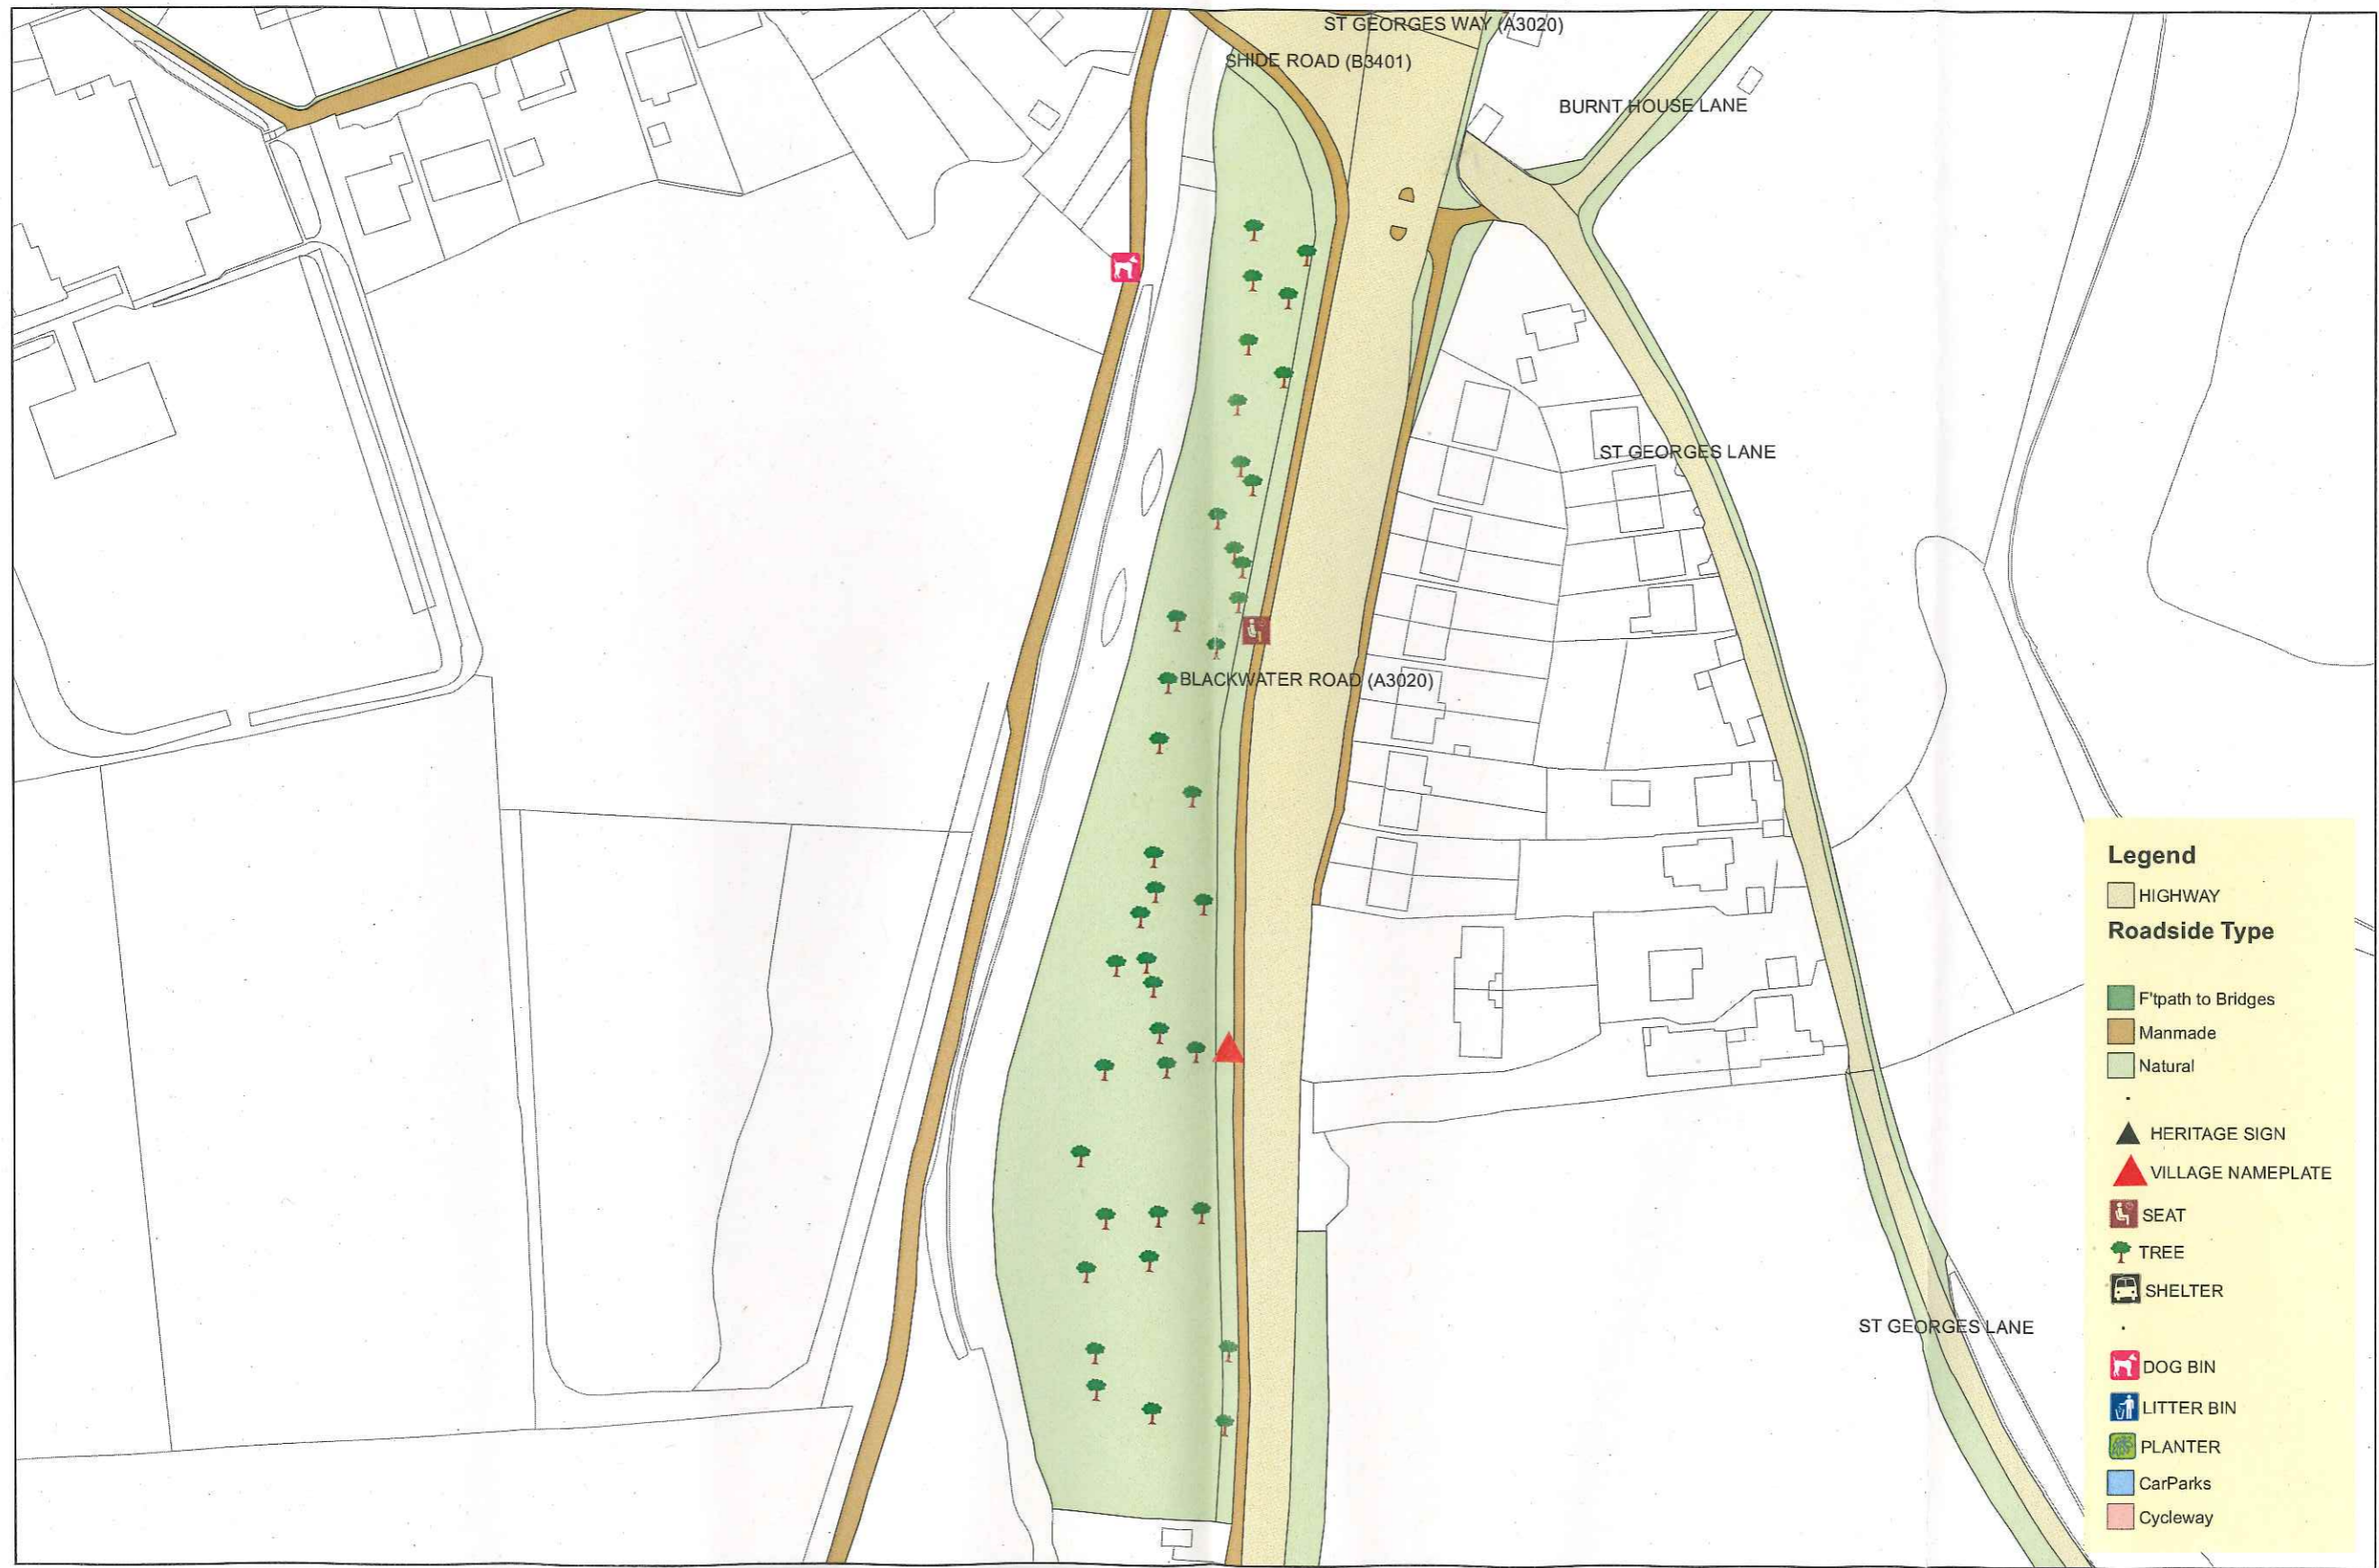 ST GEORGES WAY (A3020)
SHIDE ROAD (B3401)
BURNT HOUSE LANE
ST GEORGES LANE
BLACKWATER ROAD (A3020)
ST GEORGES LANE
Legend
HIGHWAY
Roadside Type
F'tpath to Bridges
Manmade
Natural
HERITAGE SIGN
VILLAGE NAMEPLATE
SEAT
TREE
SHELTER
DOG BIN
LITTER BIN
PLANTER
CarParks
Cycleway